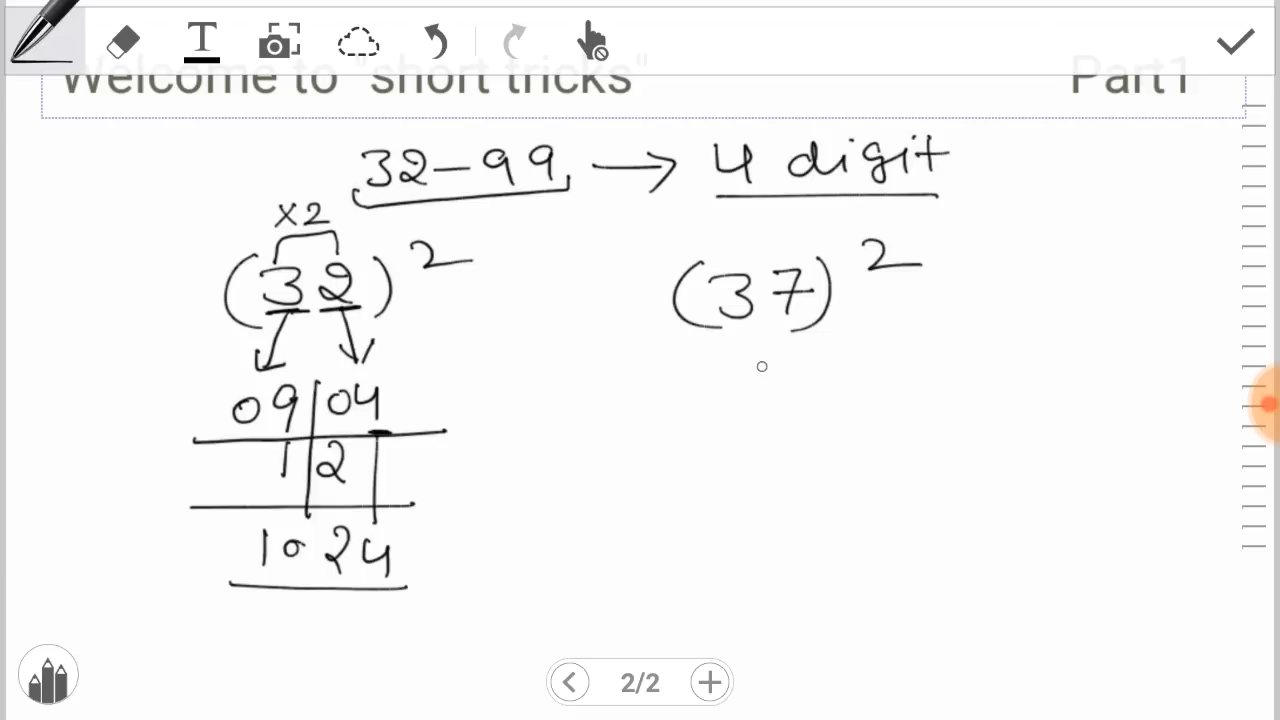 T
Welcome to "short tricks" Part1
32-99 → 4 digit
×2
(32)² (37)²
09|04
1|2|
1024
2/2